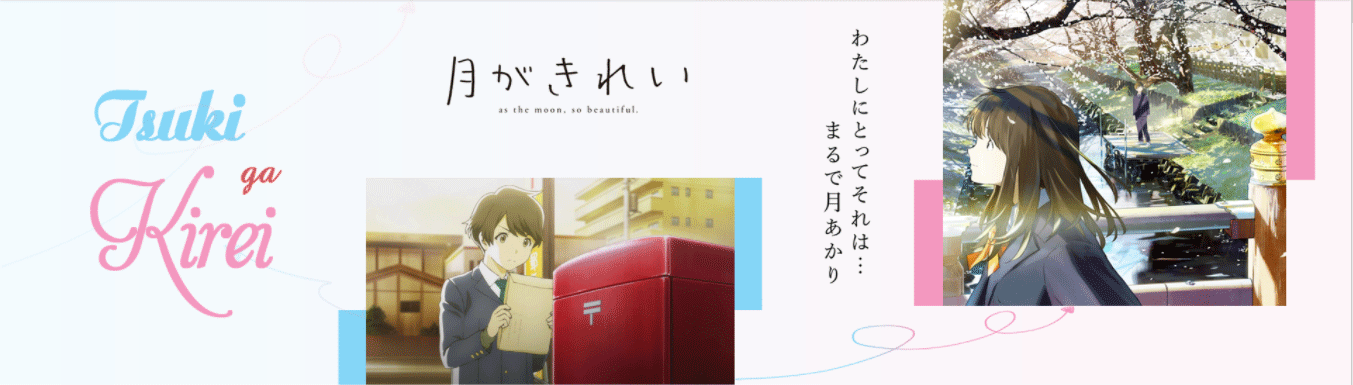 Tsuki
ga
Kirei
月がきれい
as the moon, so beautiful.
わたしにとってそれは…
まるで月あかり
〒